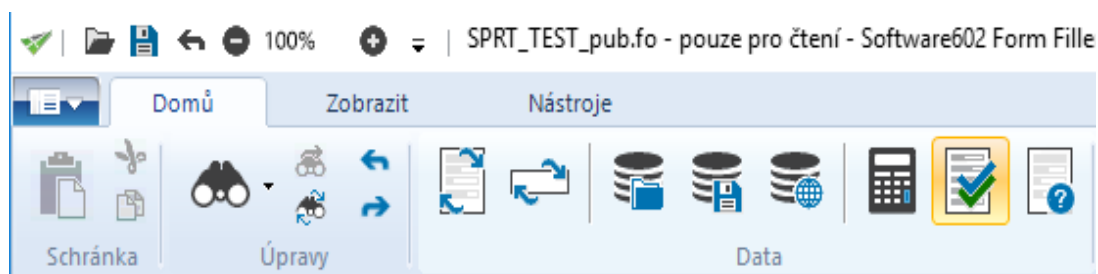 100% | SPRT_TEST_pub.fo - pouze pro čtení - Software602 Form Fille
Domů Zobrazit Nástroje
Schránka Úpravy Data